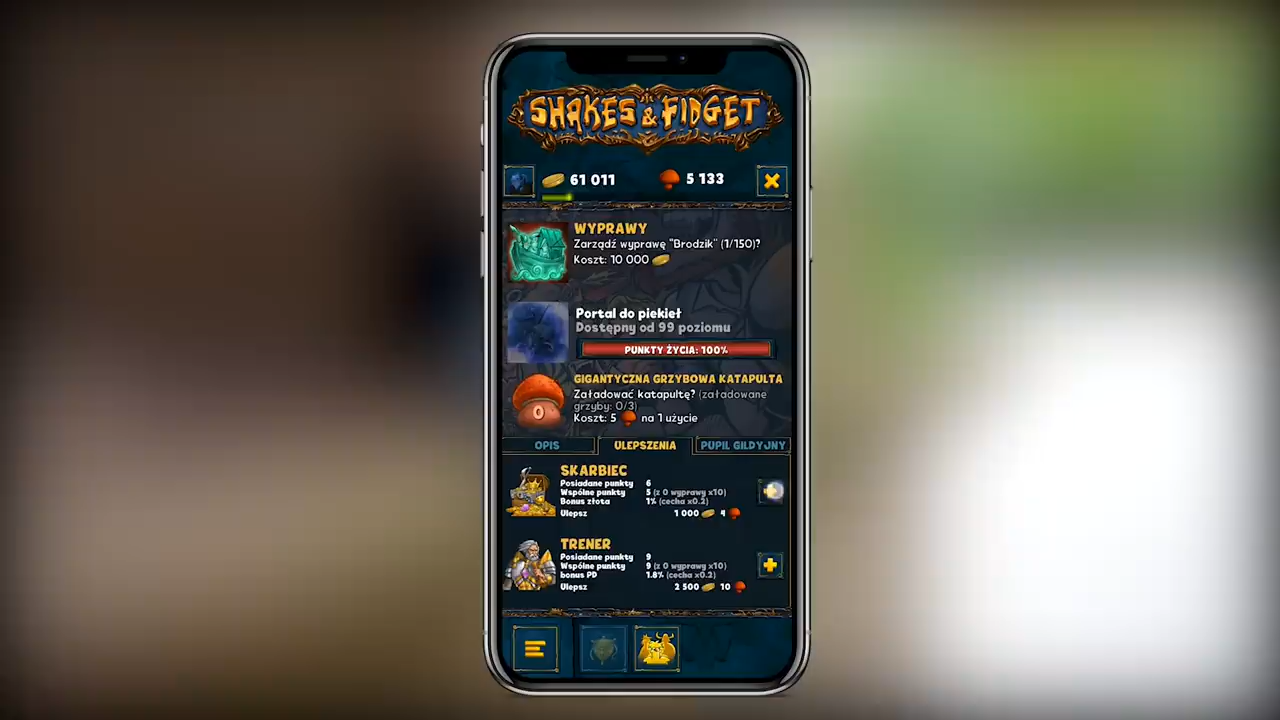 SHAKES & FIDGET
61 011
5 133
WYPRAWY
Zarządź wyprawę "Brodzik" (1/150)?
Koszt: 10 000
Portal do piekieł
Dostępny od 99 poziomu
PUNKTY ŻYCIA: 100%
GIGANTYCZNA GRZYBOWA KATAPULTA
Załadować katapultę? (załadowane
grzyby: 0/3)
0
Koszt: 5 na 1 użycie
OPIS ULEPSZENIA PUPIL GILDYJNY
SKARBIEC
Posiadane punkty 6
Wspólne punkty 5 (z 0 wyprawy x10)
Bonus złota 1% (cecha x0.2)
Ulepsz 1 000 4
TRENER
Posiadane punkty 9
Wspólne punkty 9 (z 0 wyprawy x10)
bonus PD 1.8% (cecha x0.2)
Ulepsz 2 500 10